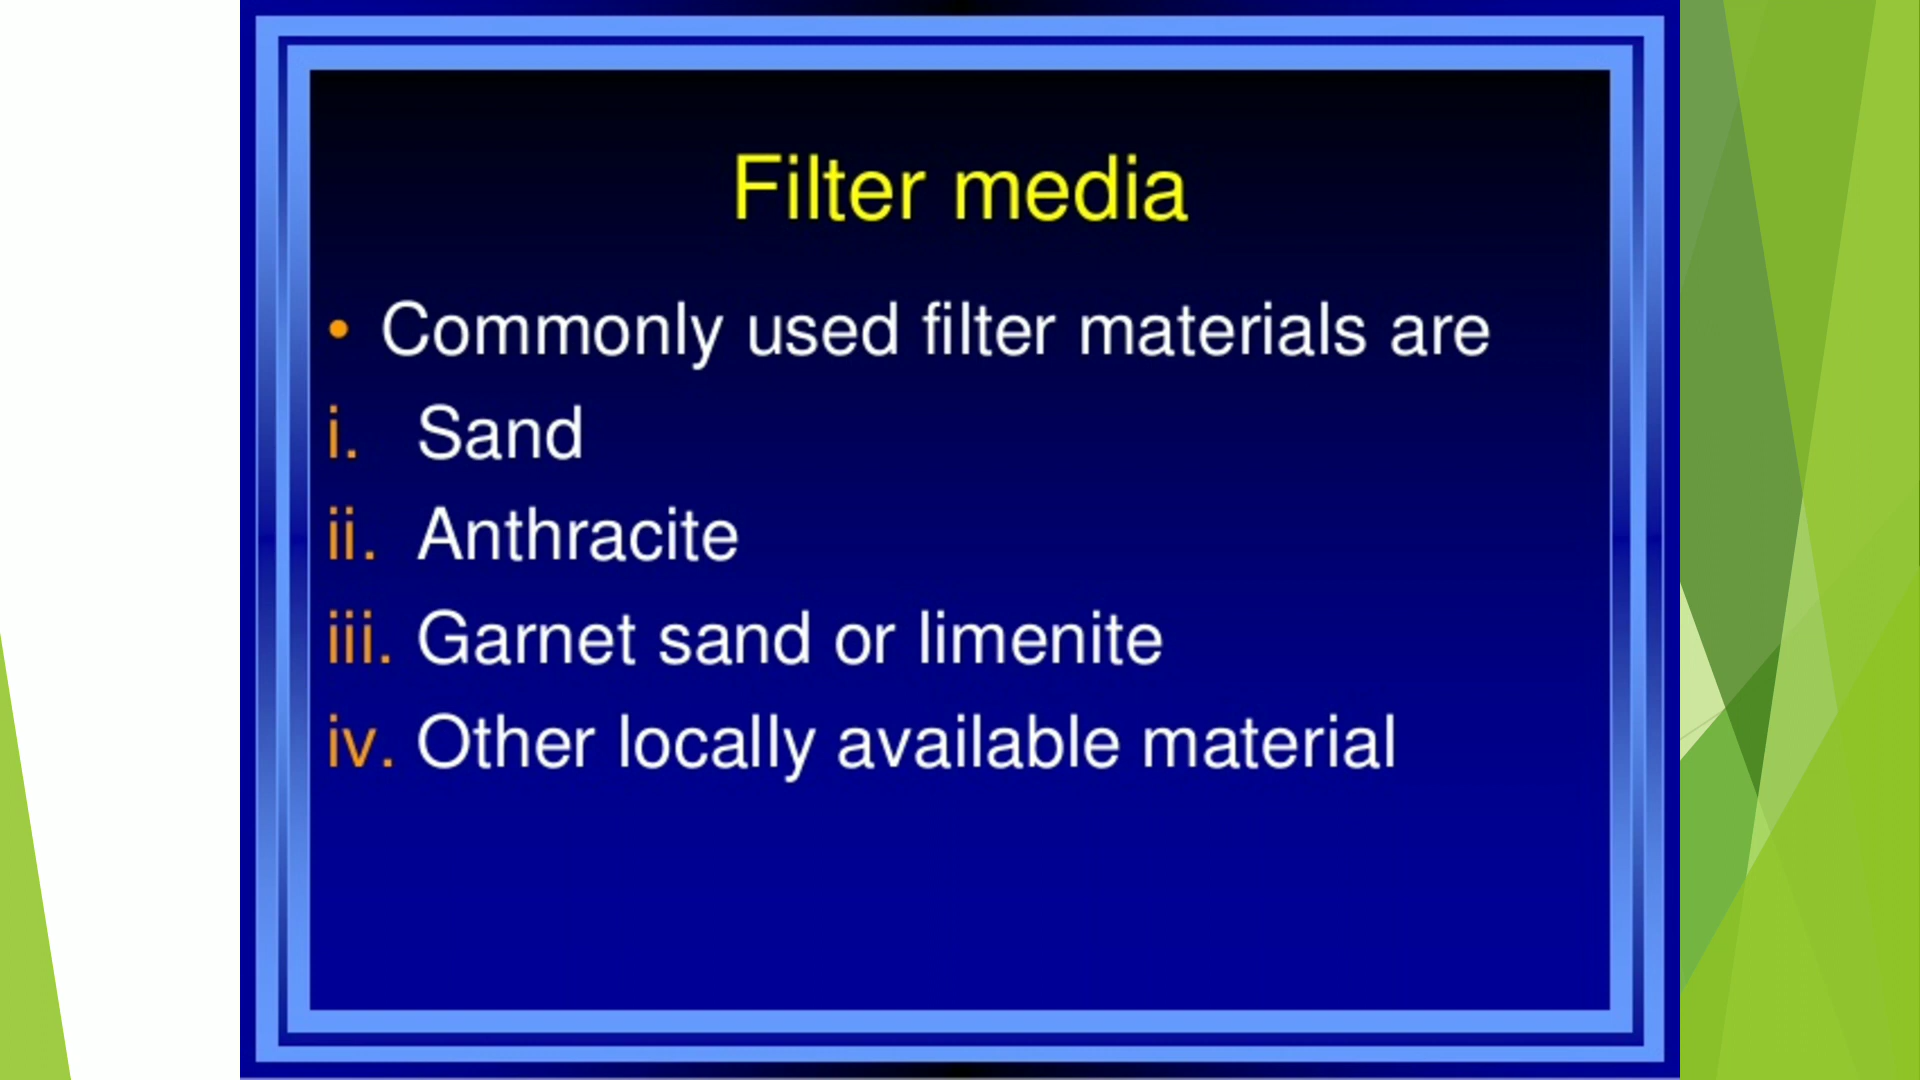 Filter media
• Commonly used filter materials are
i. Sand
ii. Anthracite
iii. Garnet sand or limenite
iv. Other locally available material